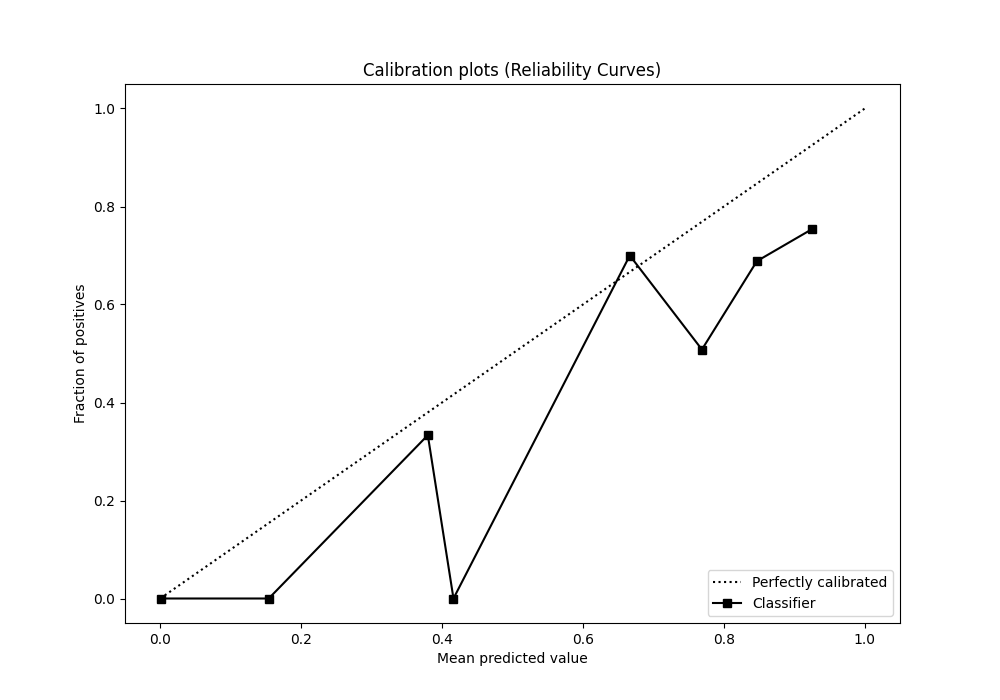 Calibration plots (Reliability Curves)
1.0
0.8
0.6
0.4
0.2
0.0
Fraction of positives
0.0 0.2 0.4 0.6 0.8 1.0
Mean predicted value
Perfectly calibrated
Classifier